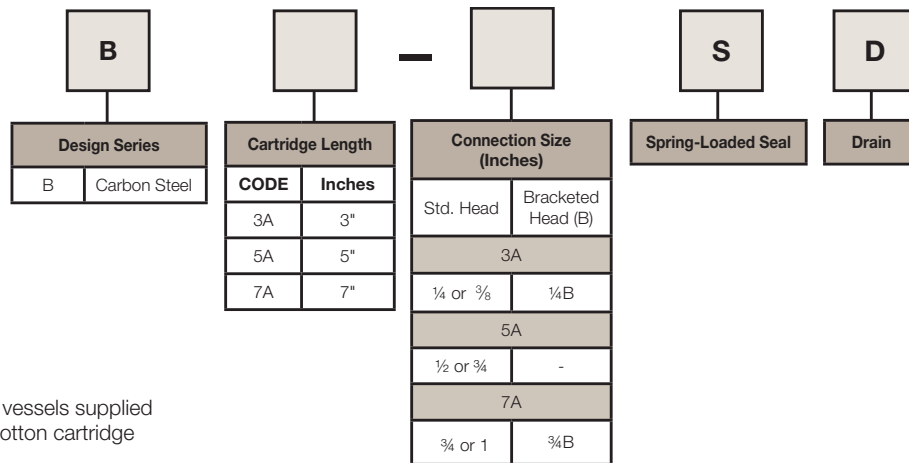 B
—
S
D
Design Series
B Carbon Steel
Cartridge Length
CODE Inches
3A 3"
5A 5"
7A 7"
Connection Size
(Inches)
Std. Head
Bracketed
Head (B)
3A
¼ or ⅜ ¼B
5A
½ or ¾ -
7A
¾ or 1 ¾B
Spring-Loaded Seal
Drain
vessels supplied
otton cartridge